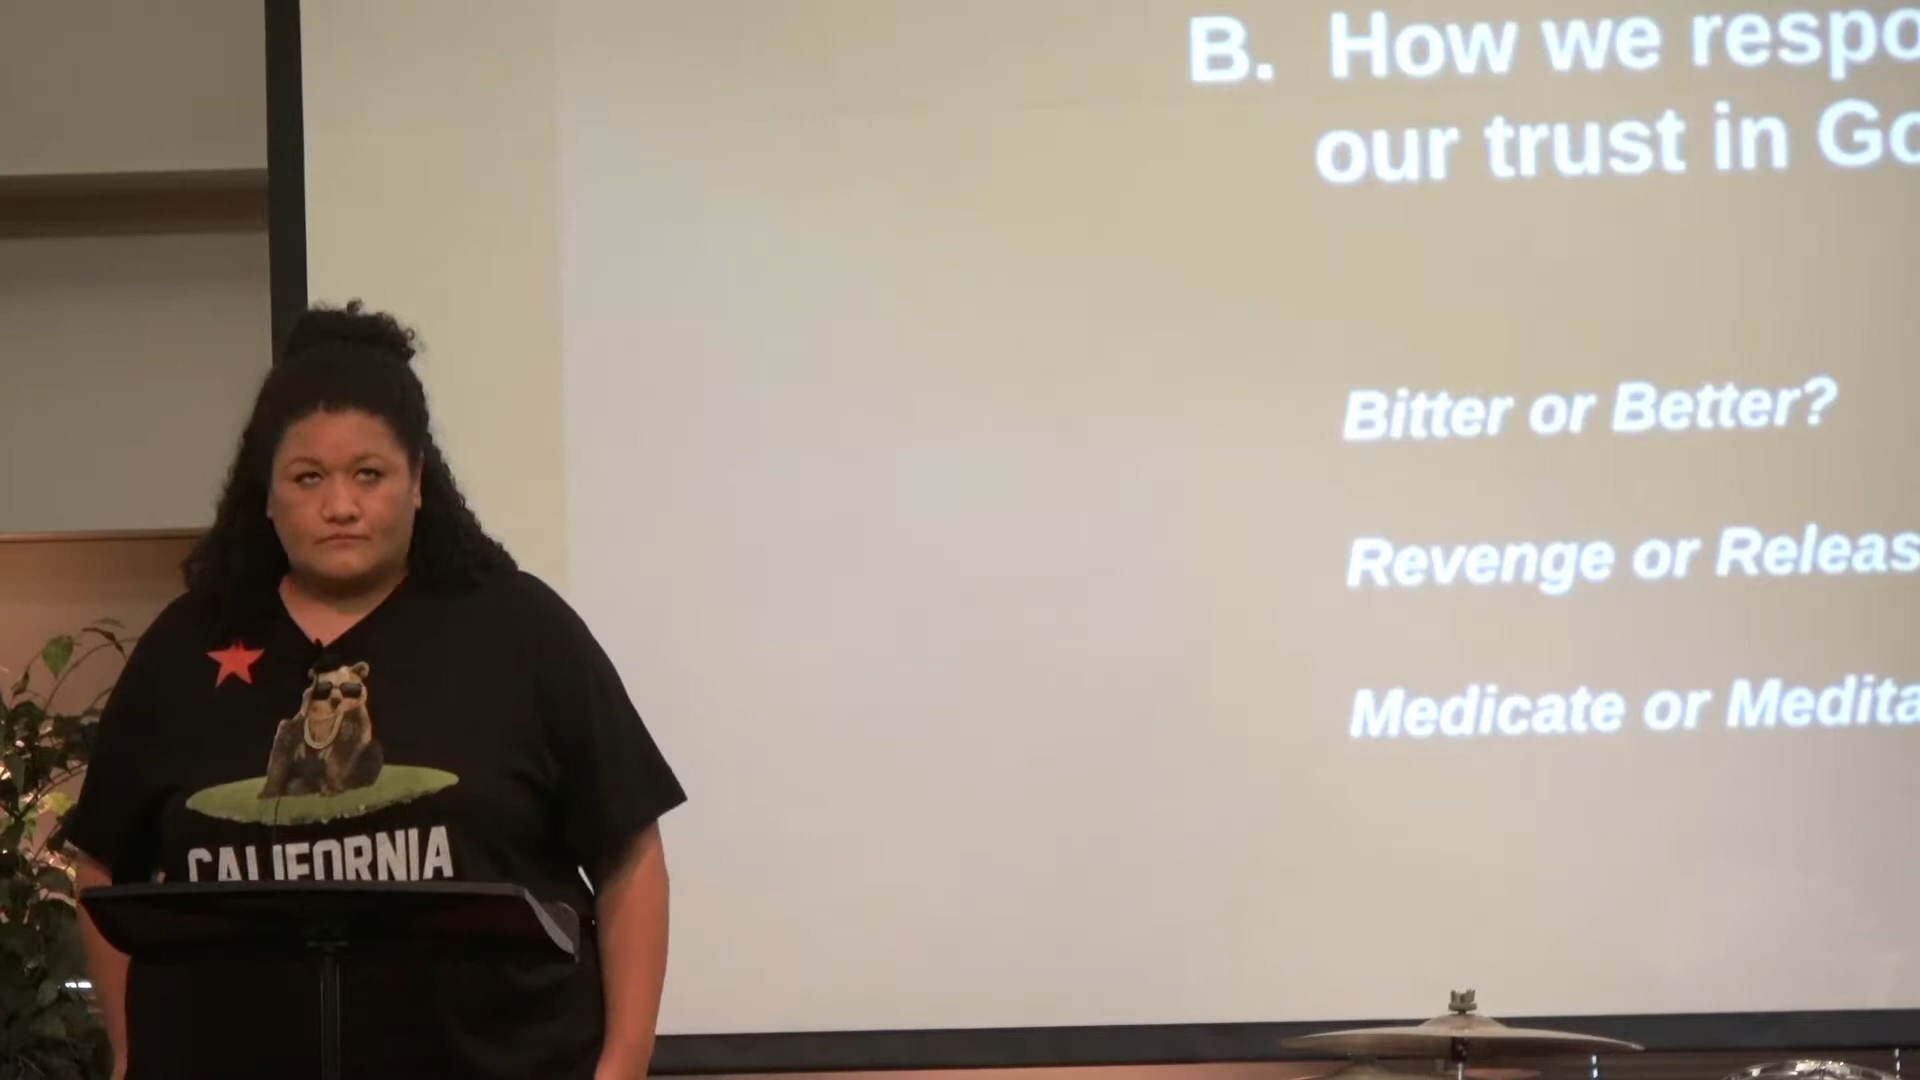 B. How we respo
our trust in Go
Bitter or Better?
Revenge or Releas
Medicate or Medita
CALIFORNIA